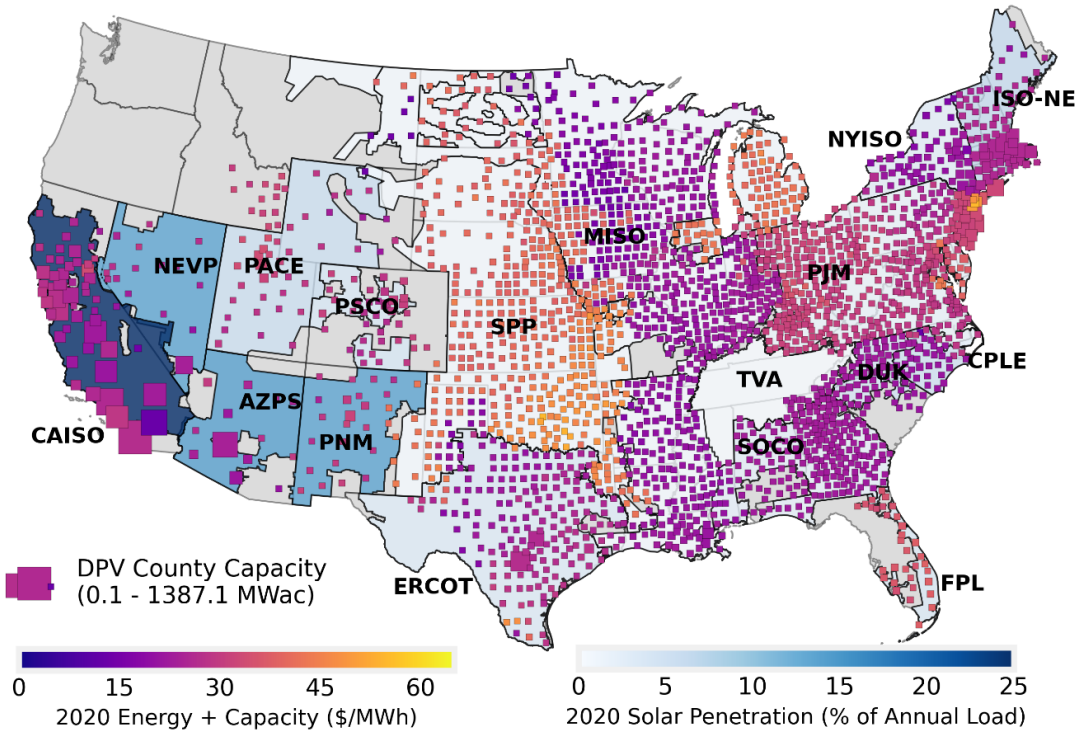 ISO-NE
NYISO
MISO
NEVP
PACE
PJM
PSCO
SPP
CPLE
TVA
DUK
AZPS
CAISO
PNM
SOCO
DPV County Capacity
(0.1 - 1387.1 MWac)
ERCOT
FPL
0 15 30 45 60
2020 Energy + Capacity ($/MWh)
0 5 10 15 20 25
2020 Solar Penetration (% of Annual Load)